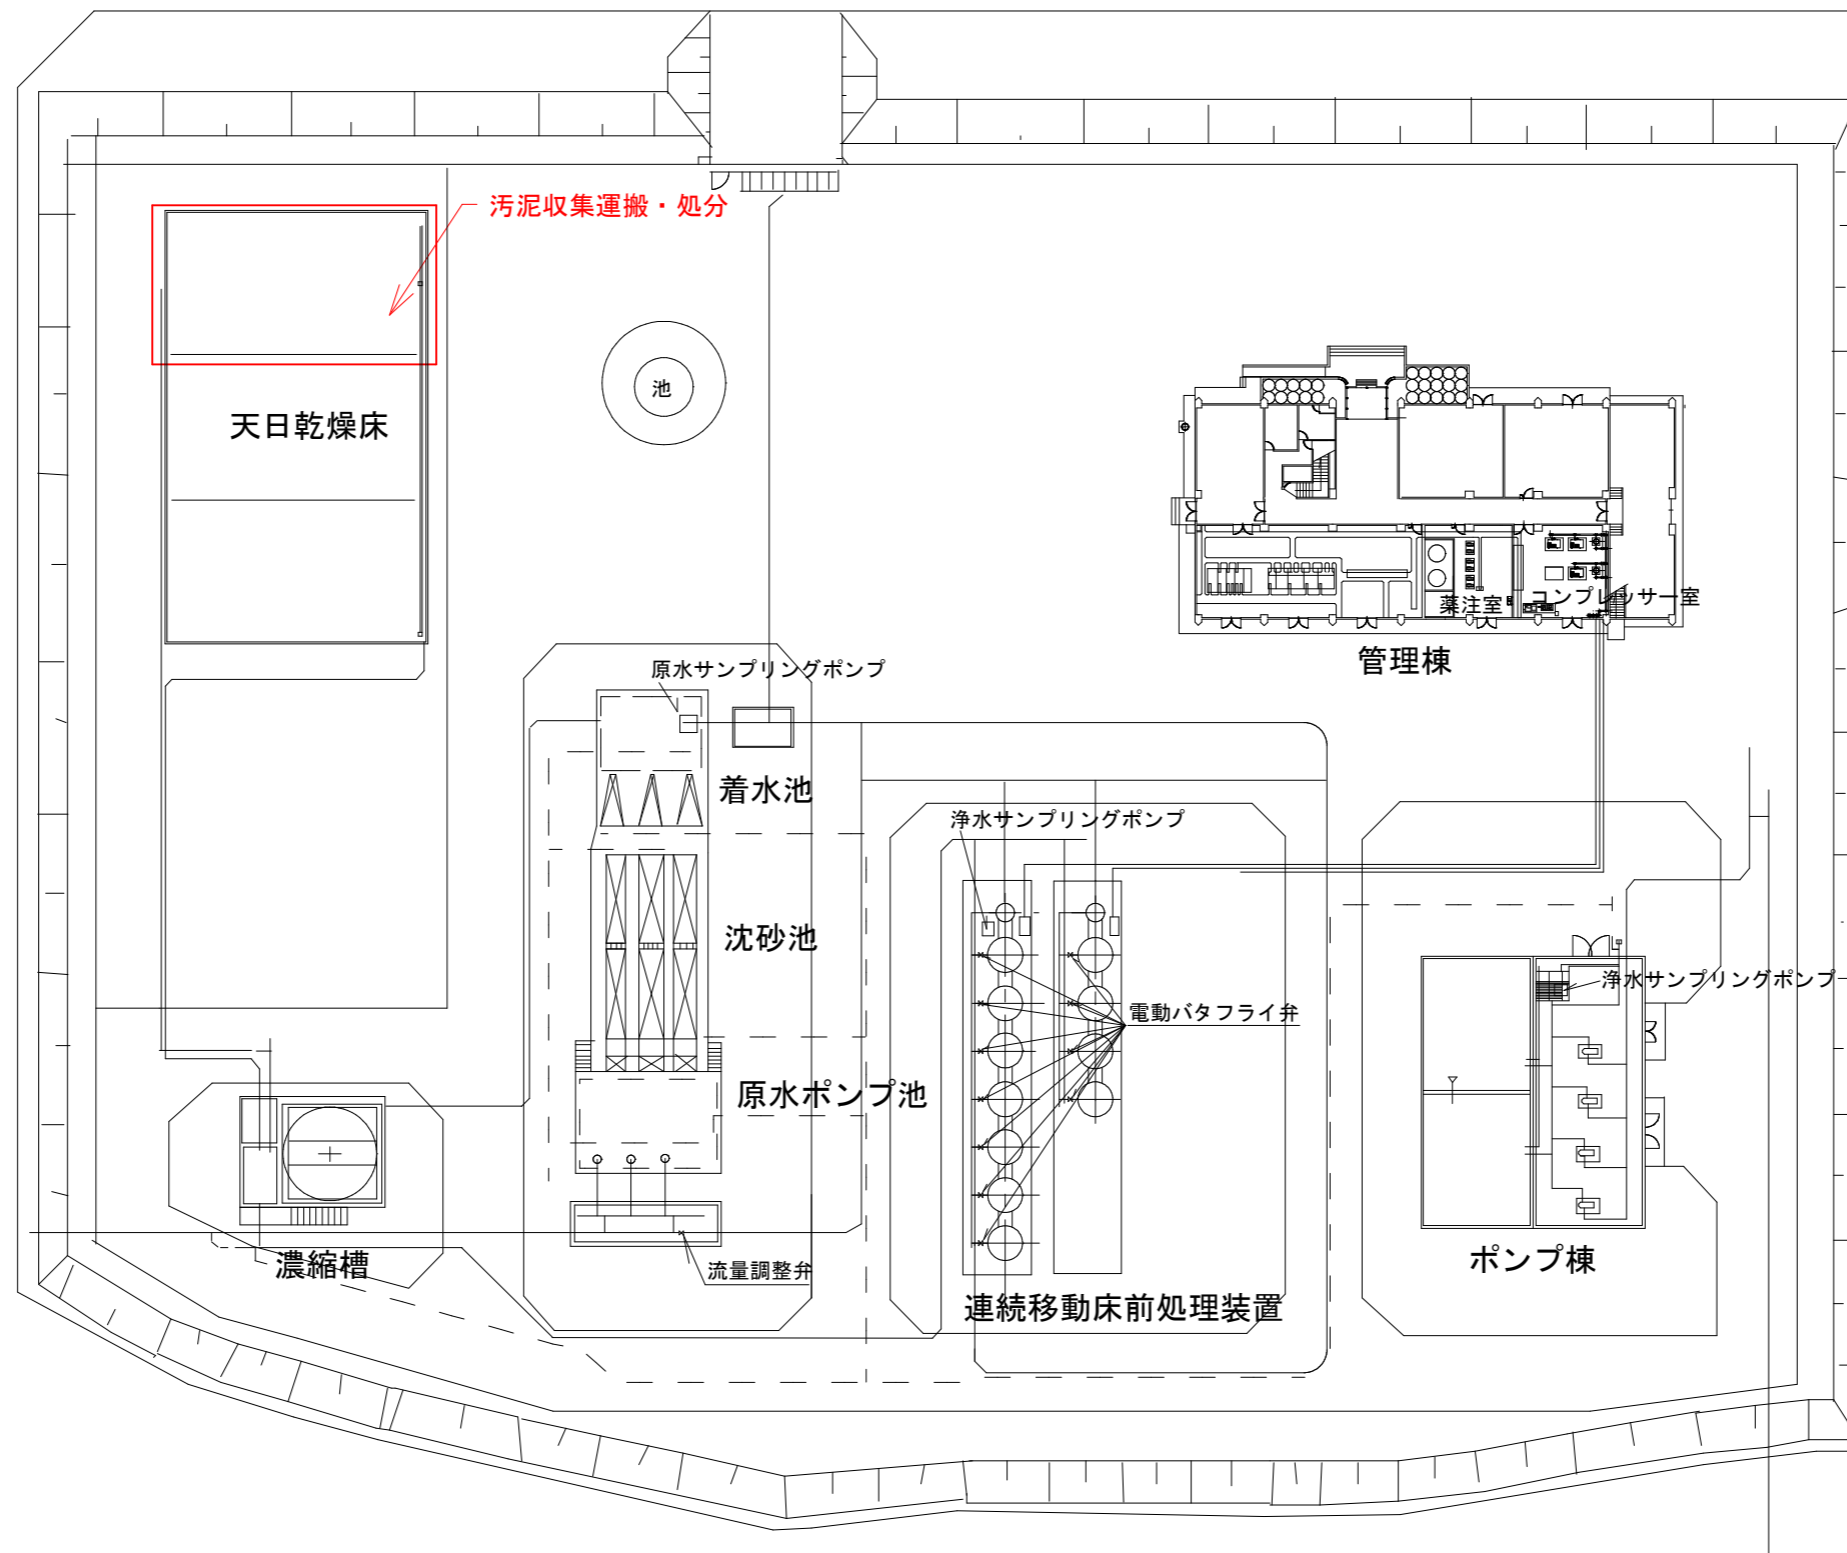 汚泥収集運搬・処分
池
天日乾燥床
薬注室
コンプレッサー室
管理棟
原水サンプリングポンプ
着水池
浄水サンプリングポンプ
沈砂池
浄水サンプリングポンプ
電動バタフライ弁
原水ポンプ池
濃縮槽
流量調整弁
ポンプ棟
連続移動床前処理装置